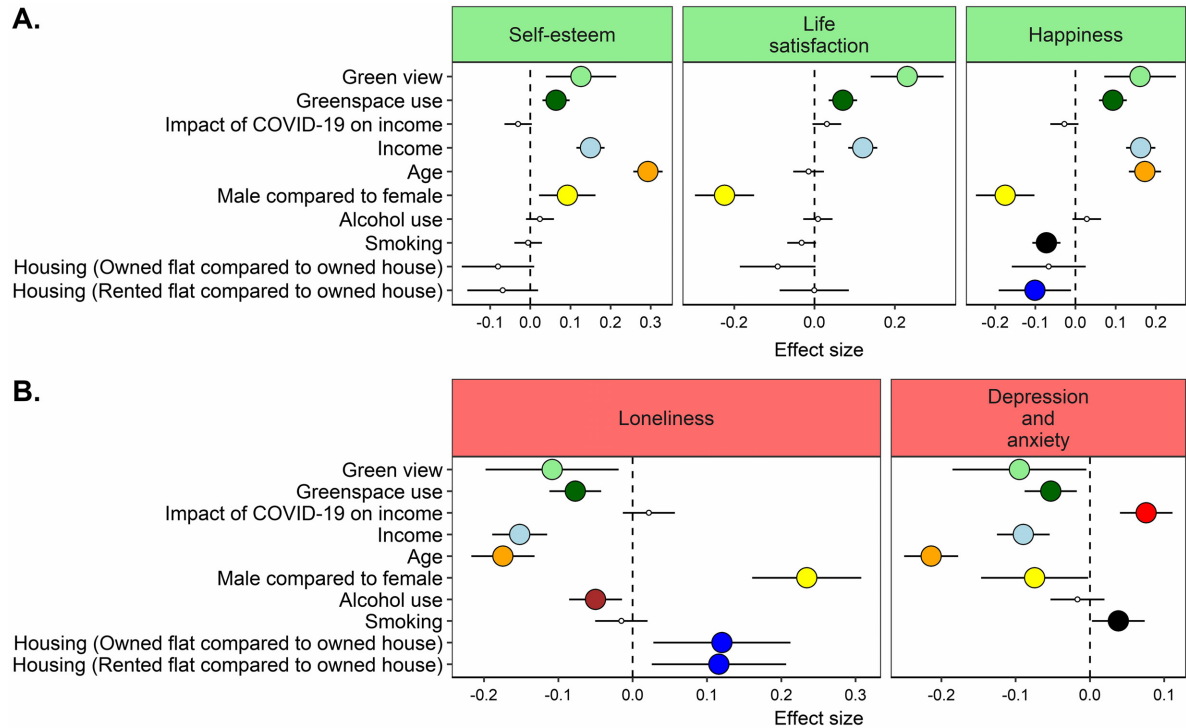 A.
Self-esteem
Life
satisfaction
Happiness
Green view
Greenspace use
Impact of COVID-19 on income
Income
Age
Male compared to female
Alcohol use
Smoking
Housing (Owned flat compared to owned house)
Housing (Rented flat compared to owned house)
-0.1 0.0 0.1 0.2 0.3
-0.2 0.0 0.2
-0.2 -0.1 0.0 0.1 0.2
Effect size
B.
Loneliness
Depression
and
anxiety
Green view
Greenspace use
Impact of COVID-19 on income
Income
Age
Male compared to female
Alcohol use
Smoking
Housing (Owned flat compared to owned house)
Housing (Rented flat compared to owned house)
-0.2 -0.1 0.0 0.1 0.2 0.3
-0.2 -0.1 0.0 0.1
Effect size